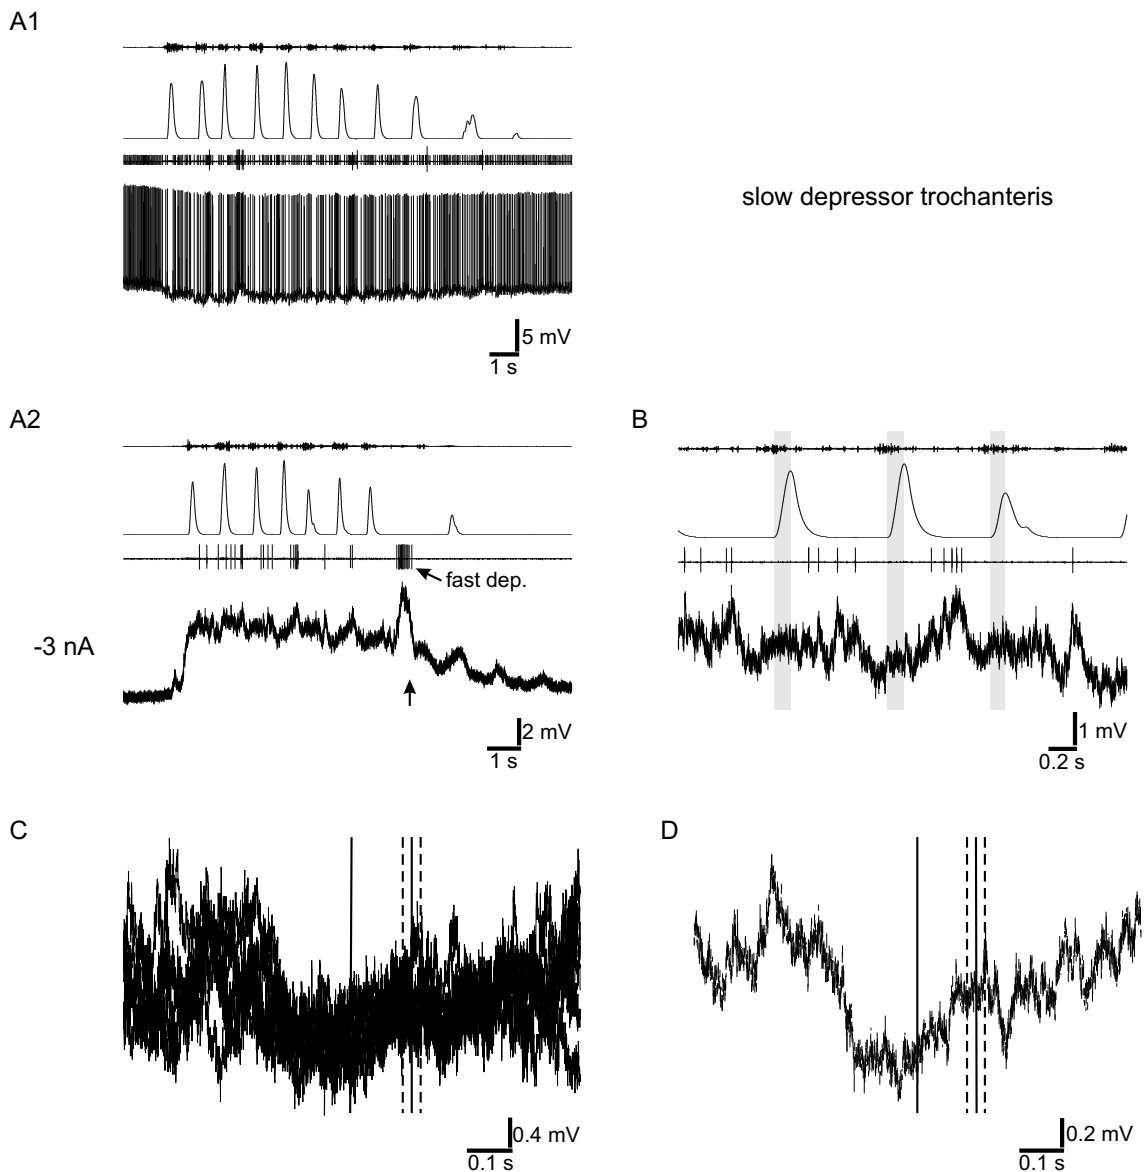 A1
slow depressor trochanteris
5 mV
1 s
A2
B
fast dep.
-3 nA
2 mV
1 s
1 mV
0.2 s
C
D
0.4 mV
0.1 s
0.2 mV
0.1 s